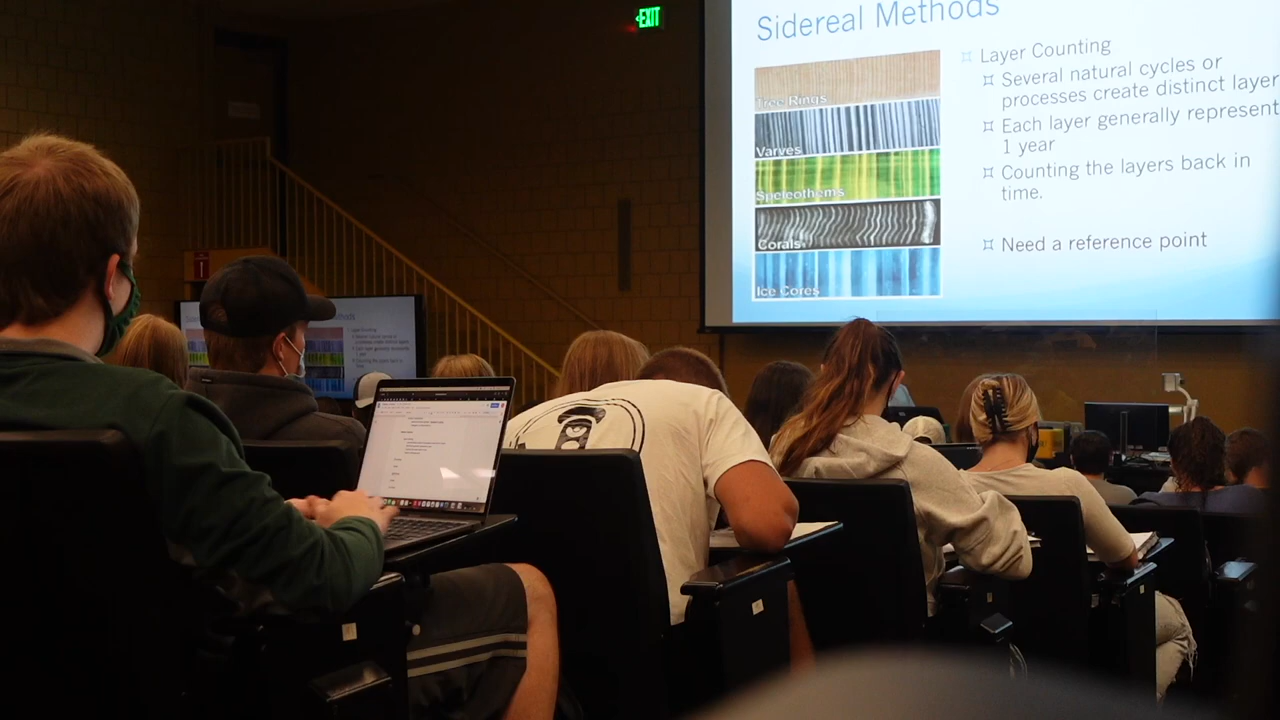 EXIT
Sidereal Methods
Tree Rings
Varves
Speleothems
Corals
Ice Cores
Layer Counting
Several natural cycles or
processes create distinct layer
Each layer generally represent
1 year
Counting the layers back in
time.
Need a reference point